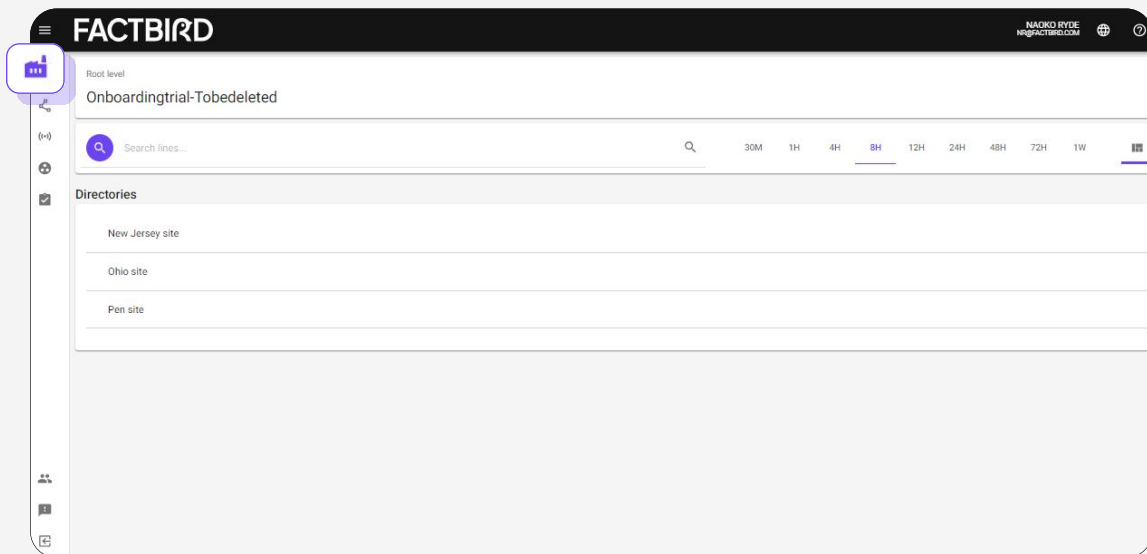 FACTBIRD
NAOKO RYDE
NR@FACTBIRD.COM
Root level
Onboardingtrial-Tobedeleted
Search lines...
30M 1H 4H 8H 12H 24H 48H 72H 1W
Directories
New Jersey site
Ohio site
Pen site